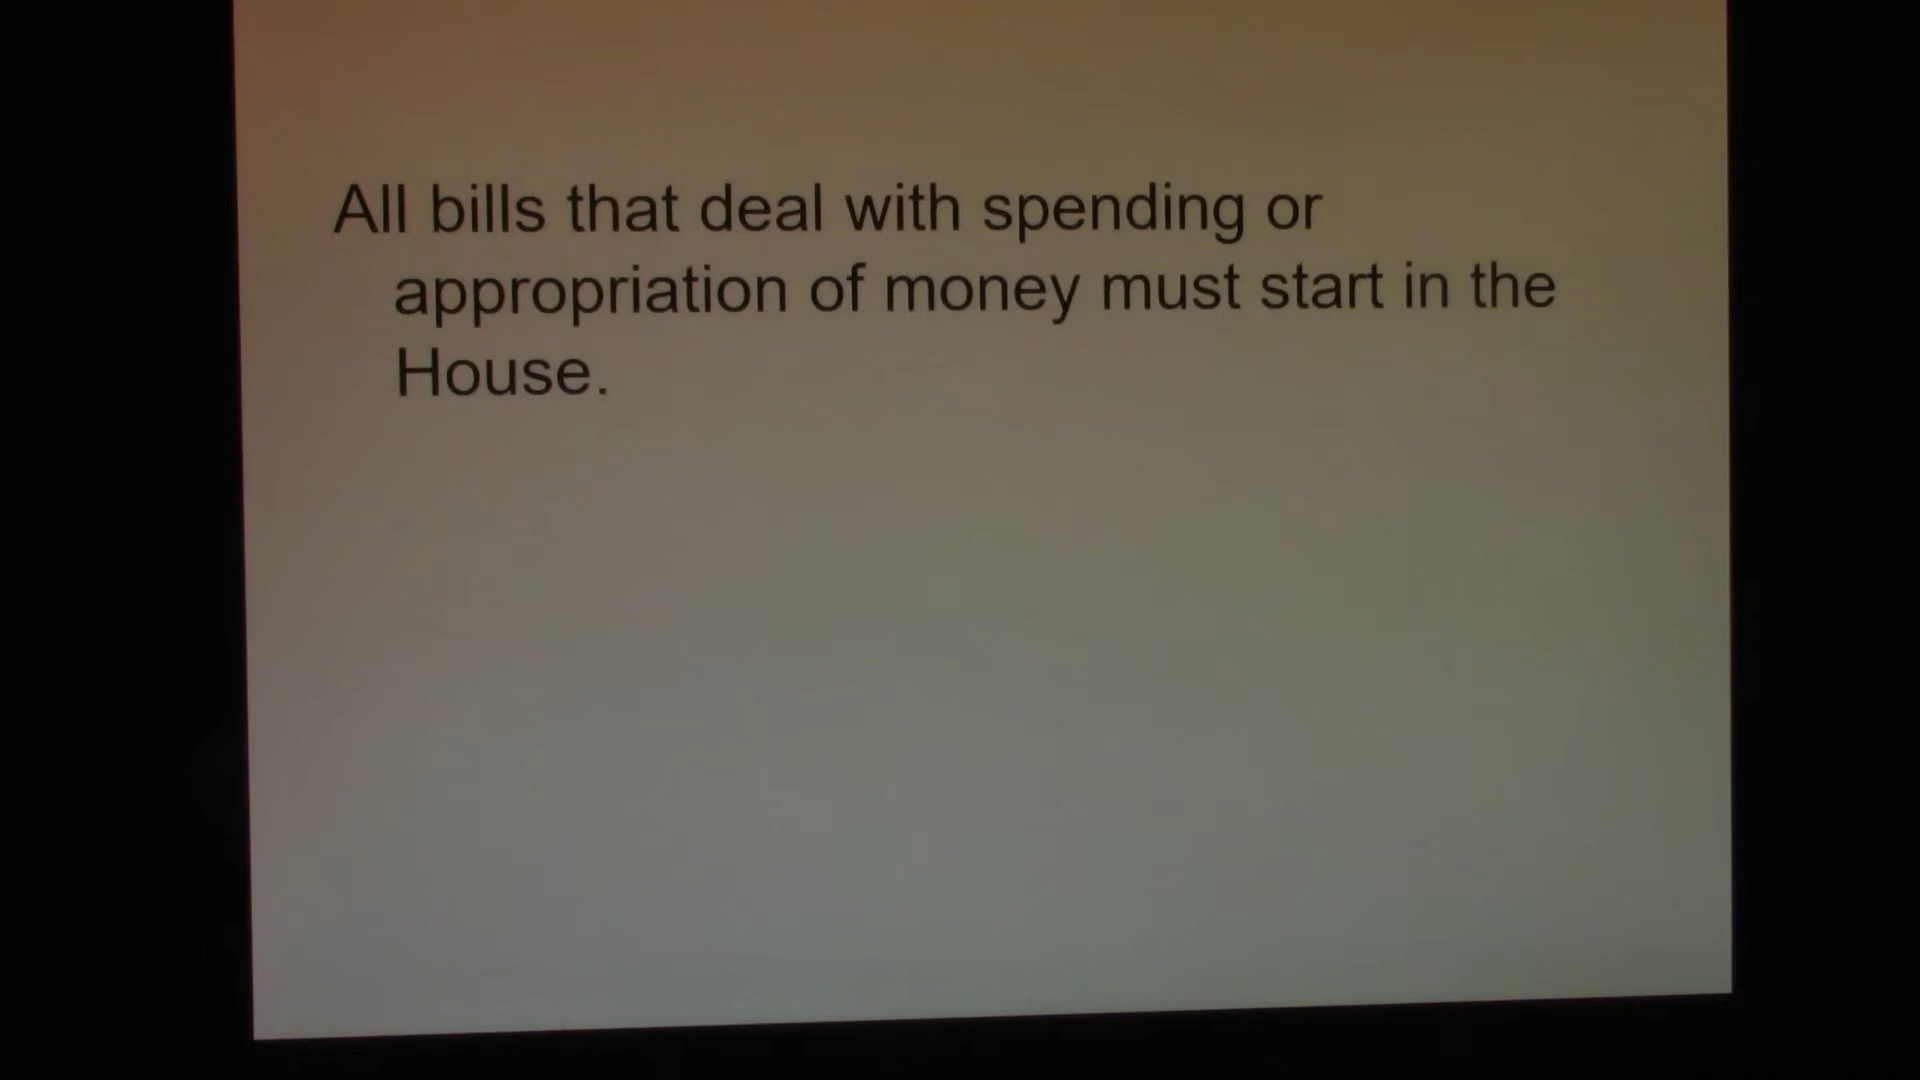 All bills that deal with spending or
appropriation of money must start in the
House.